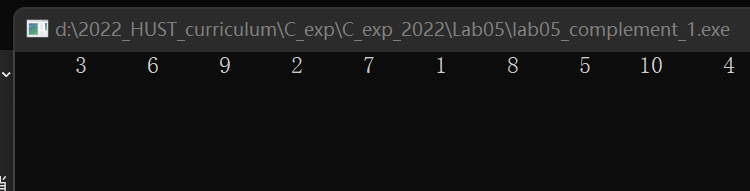 d:\2022_HUST_curriculum\C_exp\C_exp_2022\Lab05\lab05_complement_1.exe
3 6 9 2 7 1 8 5 10 4